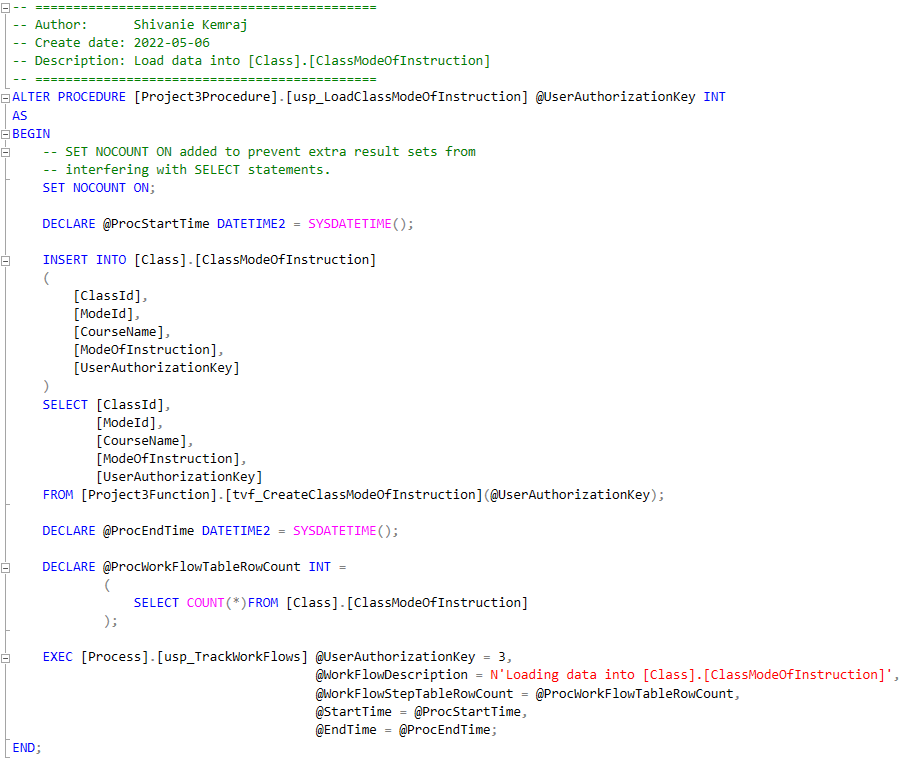 -- =============================================
-- Author:      Shivanie Kemraj
-- Create date: 2022-05-06
-- Description: Load data into [Class].[ClassModeOfInstruction]
-- =============================================
ALTER PROCEDURE [Project3Procedure].[usp_LoadClassModeOfInstruction] @UserAuthorizationKey INT
AS
BEGIN
    -- SET NOCOUNT ON added to prevent extra result sets from
    -- interfering with SELECT statements.
    SET NOCOUNT ON;
    DECLARE @ProcStartTime DATETIME2 = SYSDATETIME();
    INSERT INTO [Class].[ClassModeOfInstruction]
    (
        [ClassId],
        [ModeId],
        [CourseName],
        [ModeOfInstruction],
        [UserAuthorizationKey]
    )
    SELECT [ClassId],
           [ModeId],
           [CourseName],
           [ModeOfInstruction],
           [UserAuthorizationKey]
    FROM [Project3Function].[tvf_CreateClassModeOfInstruction](@UserAuthorizationKey);
    DECLARE @ProcEndTime DATETIME2 = SYSDATETIME();
    DECLARE @ProcWorkFlowTableRowCount INT =
            (
                SELECT COUNT(*)FROM [Class].[ClassModeOfInstruction]
            );
    EXEC [Process].[usp_TrackWorkFlows] @UserAuthorizationKey = 3,
                                        @WorkFlowDescription = N'Loading data into [Class].[ClassModeOfInstruction]',
                                        @WorkFlowStepTableRowCount = @ProcWorkFlowTableRowCount,
                                        @StartTime = @ProcStartTime,
                                        @EndTime = @ProcEndTime;
END;